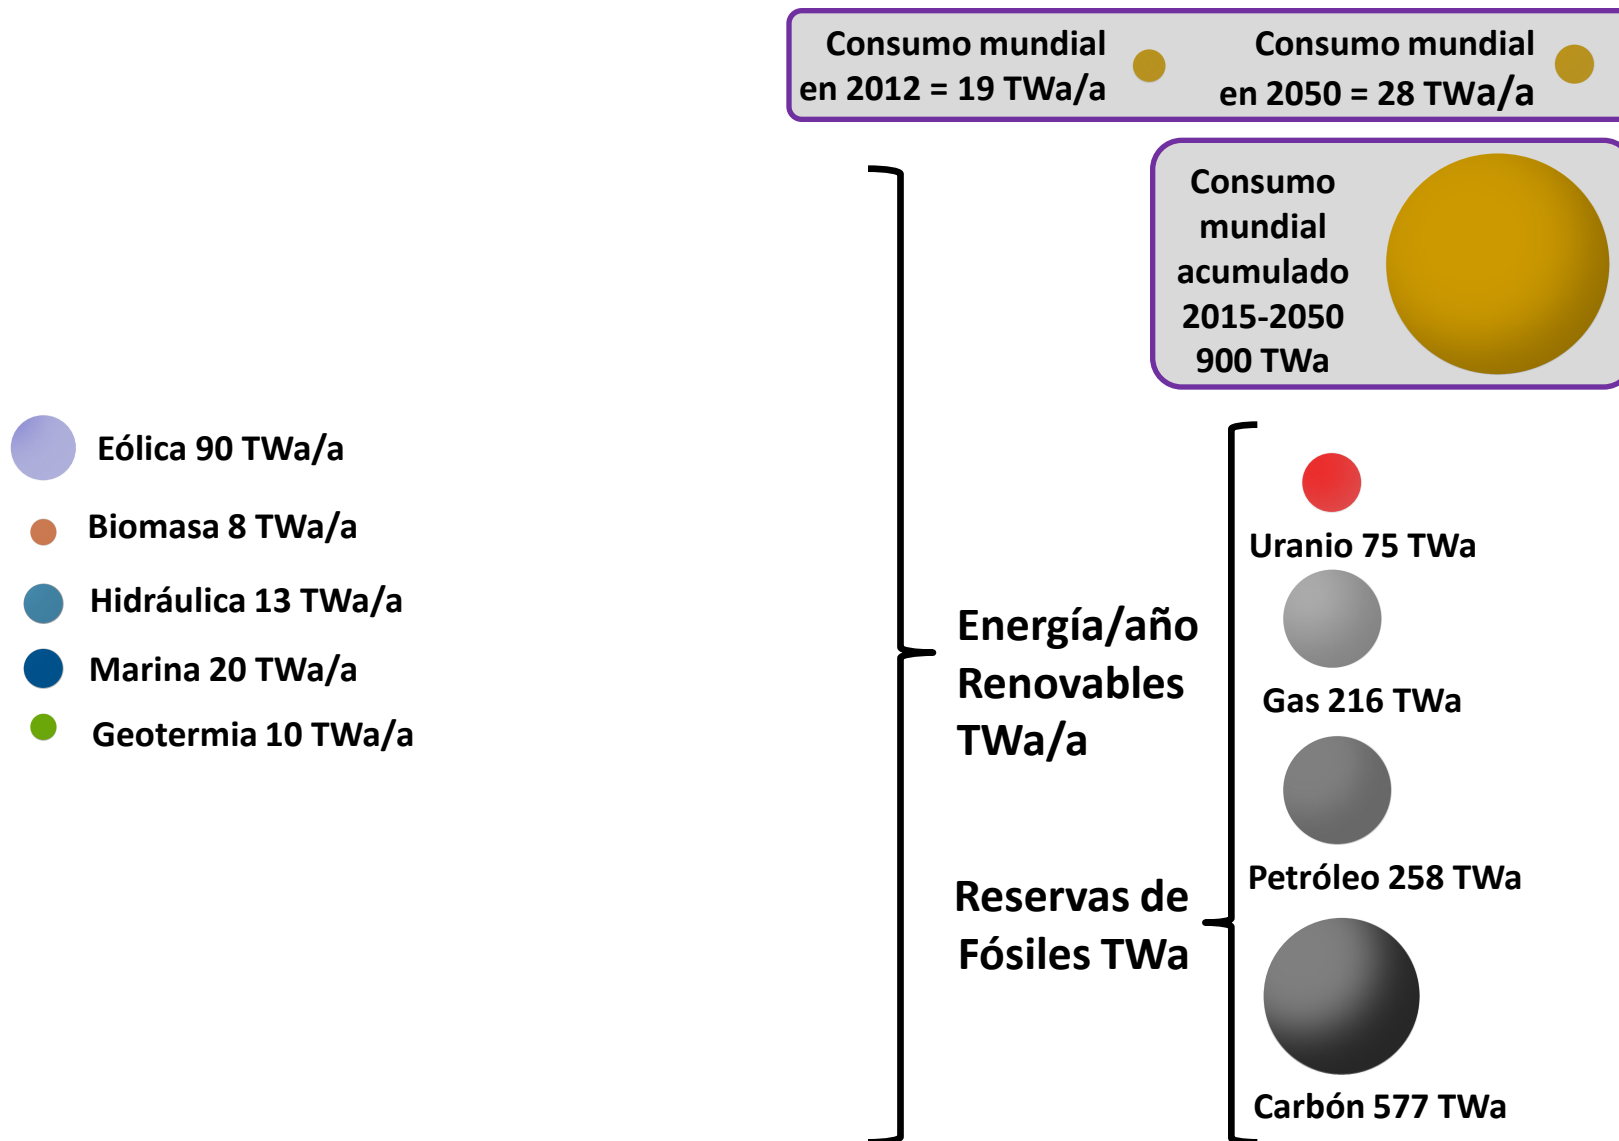 Consumo mundial
en 2012 = 19 TWa/a
Consumo mundial
en 2050 = 28 TWa/a
Consumo
mundial
acumulado
2015-2050
900 TWa
Eólica 90 TWa/a
Biomasa 8 TWa/a
Hidráulica 13 TWa/a
Marina 20 TWa/a
Geotermia 10 TWa/a
Energía/año
Renovables
TWa/a
Reservas de
Fósiles TWa
Uranio 75 TWa
Gas 216 TWa
Petróleo 258 TWa
Carbón 577 TWa